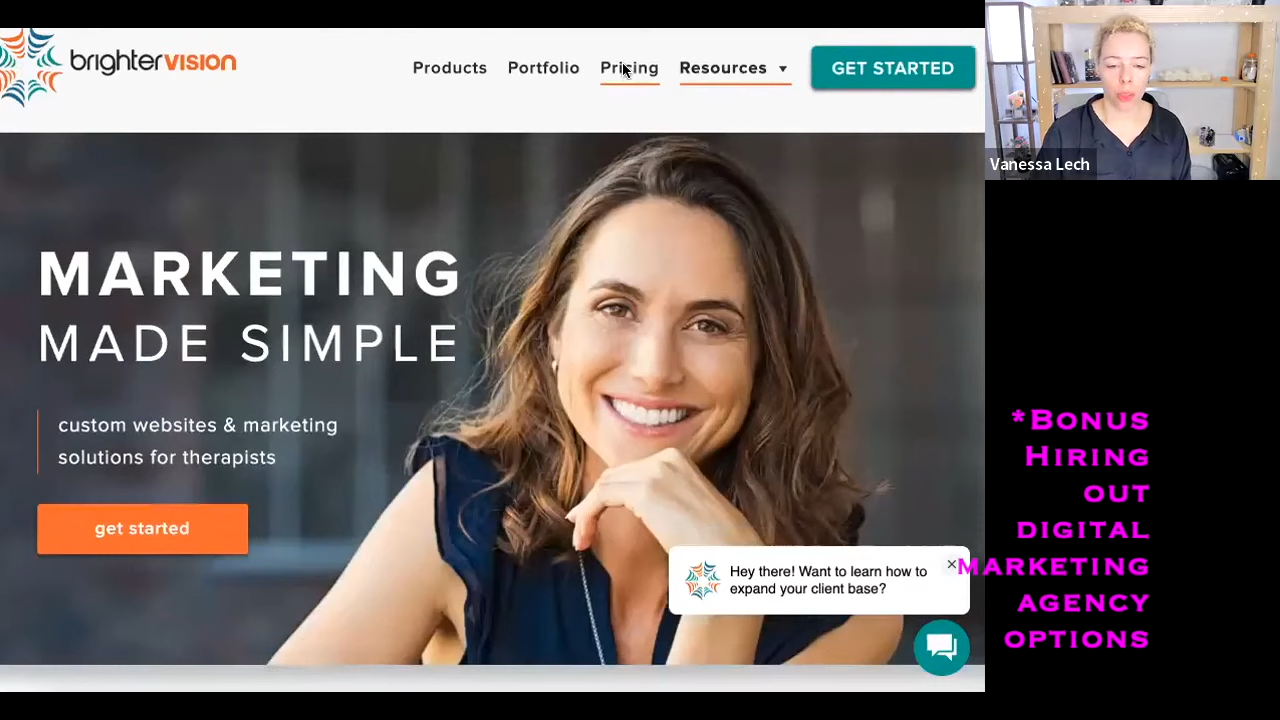 brightervision
Products Portfolio Pricing Resources GET STARTED
Vanessa Lech
MARKETING
MADE SIMPLE
custom websites & marketing
solutions for therapists
get started
Hey there! Want to learn how to
expand your client base?
*BONUS
HIRING
OUT
DIGITAL
MARKETING
AGENCY
OPTIONS